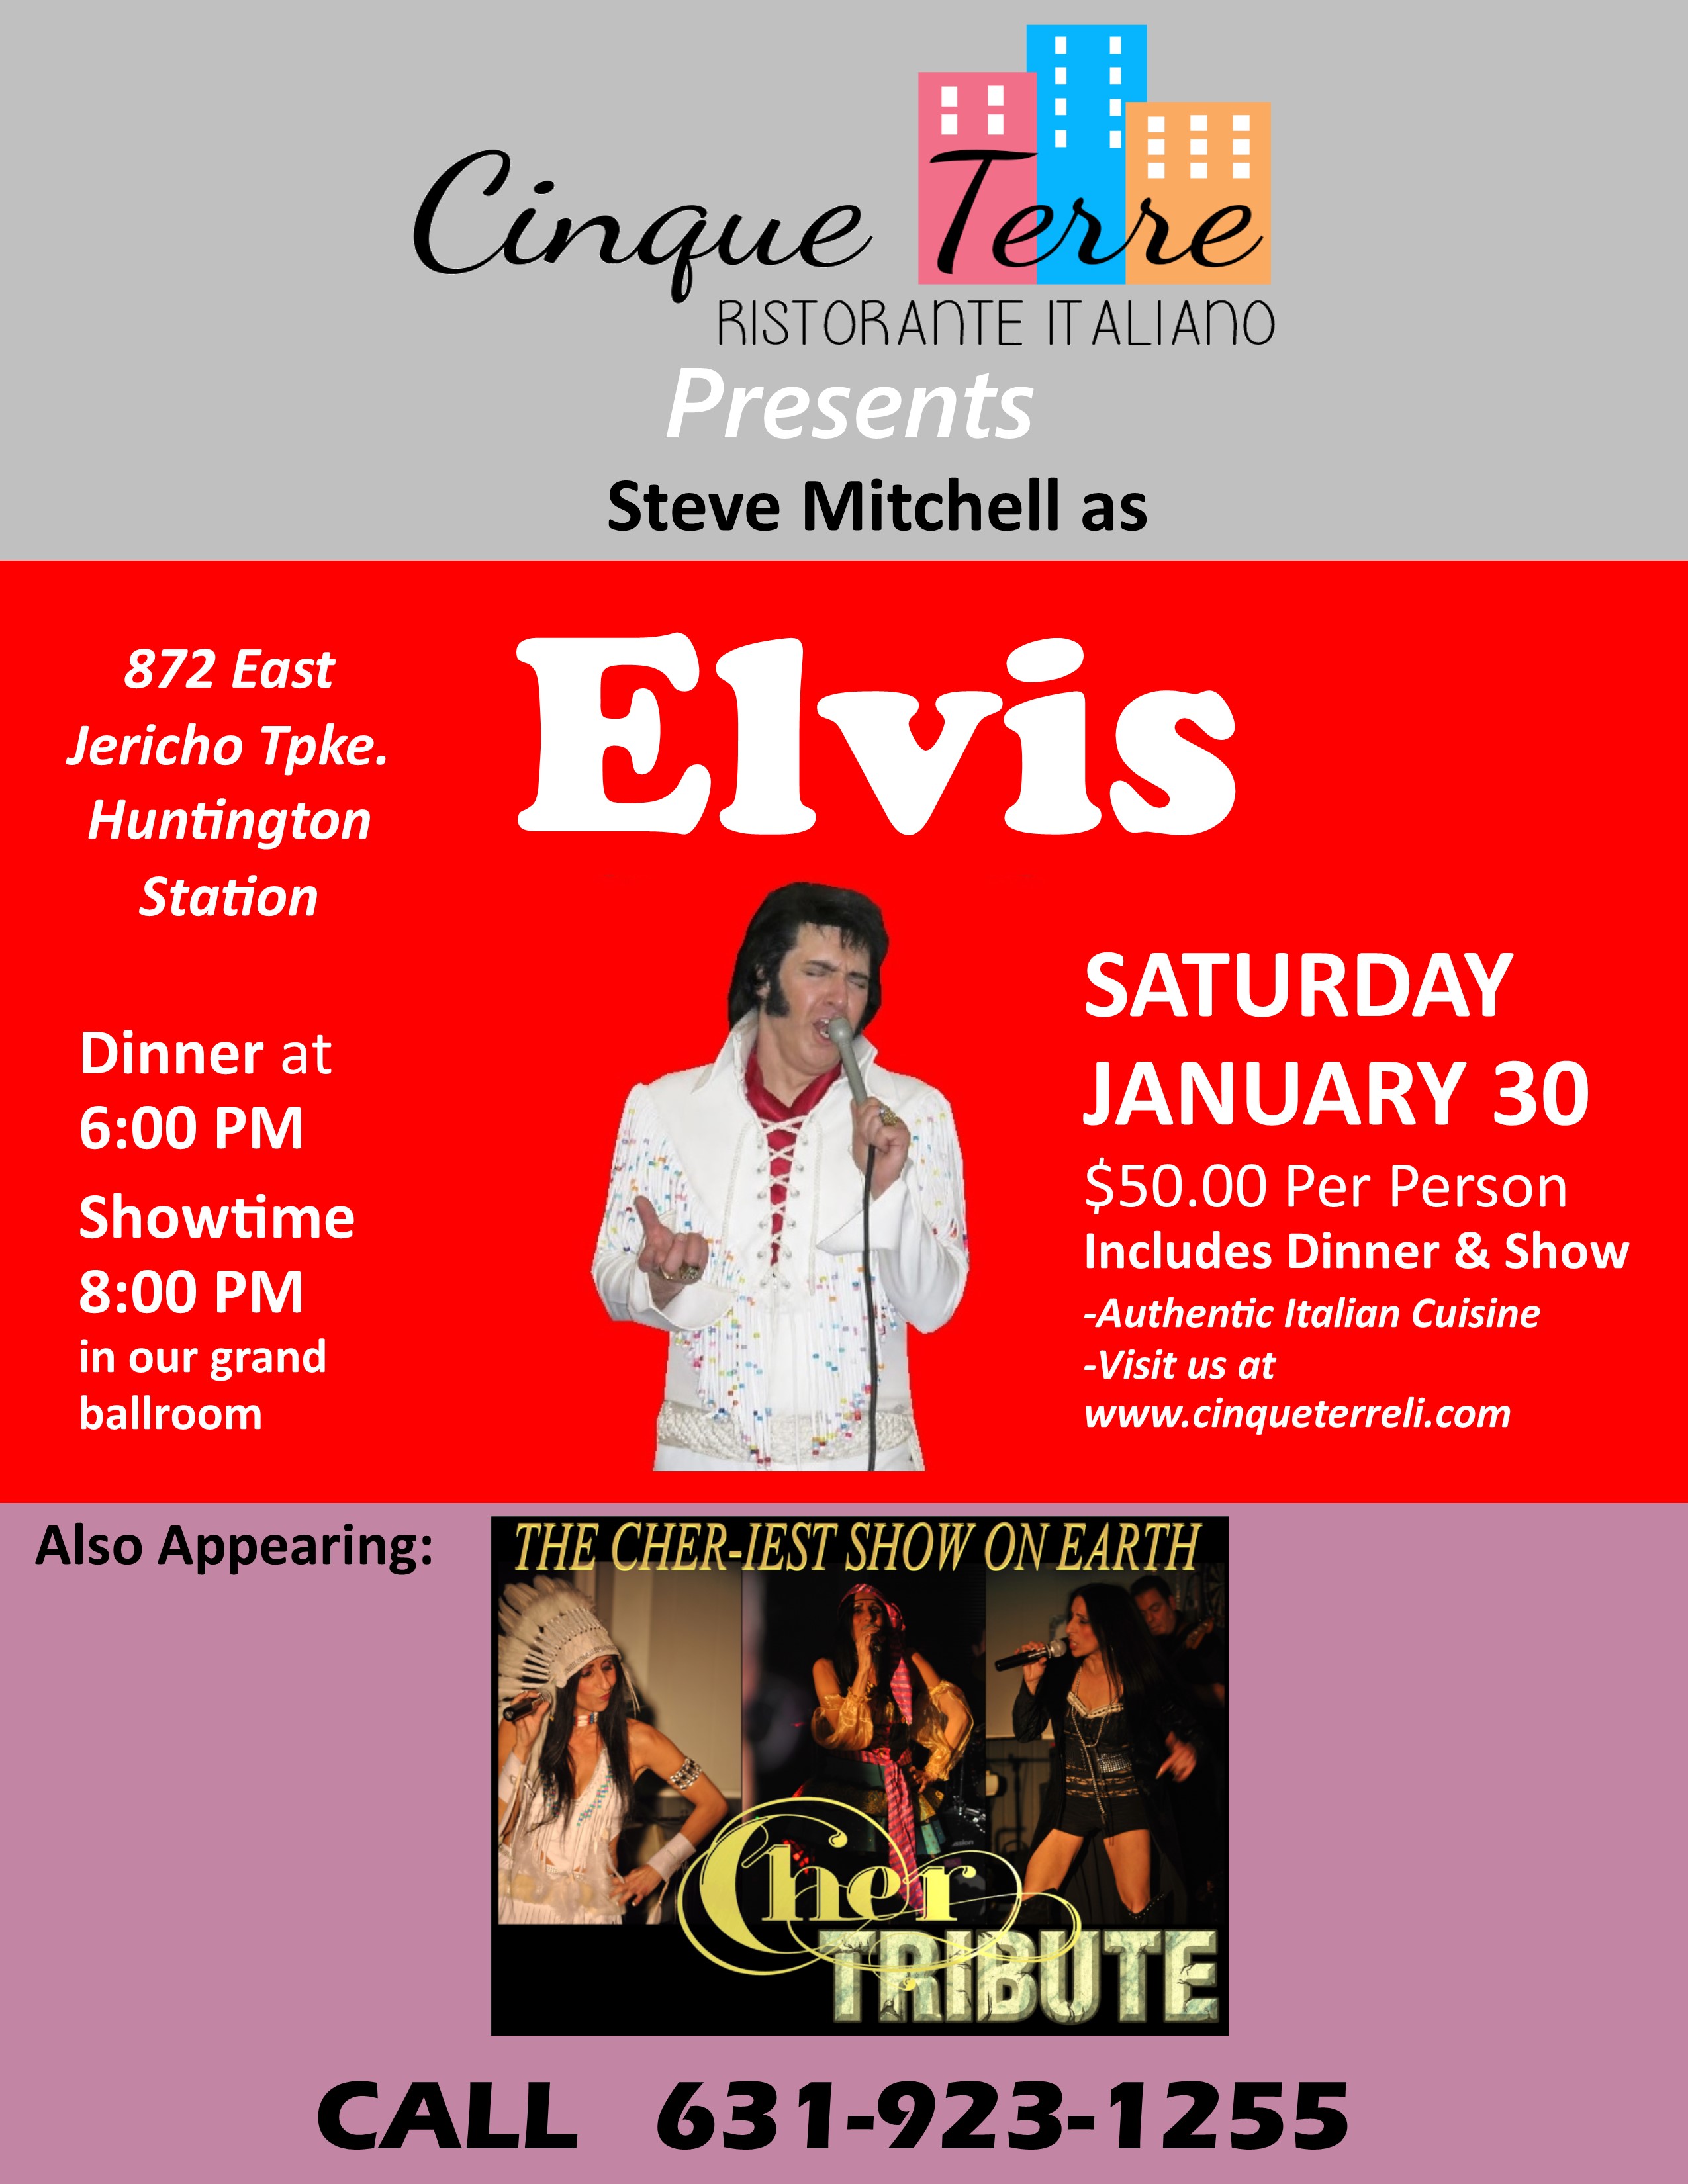 Cinque Terre
RISTORANTE ITALIANO
Presents
Steve Mitchell as
Elvis
872 East
Jericho Tpke.
Huntington
Station
Dinner at
6:00 PM
Showtime
8:00 PM
in our grand
ballroom
SATURDAY
JANUARY 30
$50.00 Per Person
Includes Dinner & Show
-Authentic Italian Cuisine
-Visit us at
www.cinqueterreli.com
Also Appearing:
THE CHER-IEST SHOW ON EARTH
Cher
TRIBUTE
CALL 631-923-1255